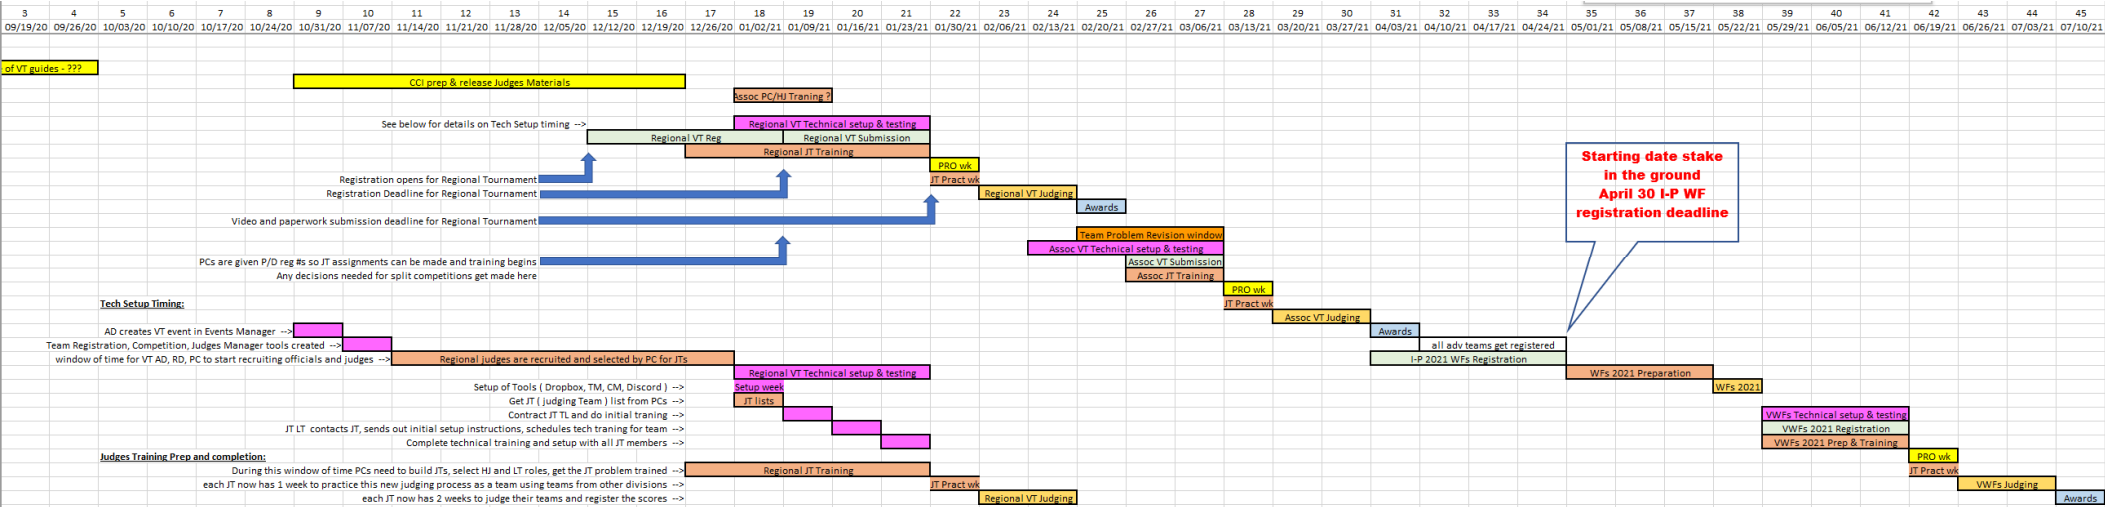 3 4 5 6 7 8 9 10 11 12 13 14 15 16 17 18 19 20 21 22 23 24 25 26 27 28 29 30 31 32 33 34 35 36 37 38 39 40 41 42 43 44 45
09/19/20 09/26/20 10/03/20 10/10/20 10/17/20 10/24/20 10/31/20 11/07/20 11/14/20 11/21/20 11/28/20 12/05/20 12/12/20 12/19/20 12/26/20 01/02/21 01/09/21 01/16/21 01/23/21 01/30/21 02/06/21 02/13/21 02/20/21 02/27/21 03/06/21 03/13/21 03/20/21 03/27/21 04/03/21 04/10/21 04/17/21 04/24/21 05/01/21 05/08/21 05/15/21 05/22/21 05/29/21 06/05/21 06/12/21 06/19/21 06/26/21 07/03/21 07/10/21
of VT guides - ???
CCI prep & release Judges Materials
Assoc PC/HJ Traning ?
See below for details on Tech Setup timing -->
Regional VT Technical setup & testing
Regional VT Reg
Regional VT Submission
Regional JT Training
PRO wk
Registration opens for Regional Tournament
JT Pract wk
Registration Deadline for Regional Tournament
Regional VT Judging
Awards
Video and paperwork submission deadline for Regional Tournament
Starting date stake
in the ground
April 30 I-P WF
registration deadline
Team Problem Revision window
Assoc VT Technical setup & testing
PCs are given P/D reg #s so JT assignments can be made and training begins
Assoc VT Submission
Any decisions needed for split competitions get made here
Assoc JT Training
PRO wk
Tech Setup Timing:
JT Pract wk
Assoc VT Judging
AD creates VT event in Events Manager -->
Awards
Team Registration, Competition, Judges Manager tools created -->
all adv teams get registered
window of time for VT AD, RD, PC to start recruiting officials and judges -->
Regional judges are recruited and selected by PC for JTs
I-P 2021 WFs Registration
Regional VT Technical setup & testing
WFs 2021 Preparation
Setup of Tools ( Dropbox, TM, CM, Discord ) -->
Setup week
WFs 2021
Get JT ( judging Team ) list from PCs -->
JT lists
Contract JT TL and do initial traning -->
VWFs Technical setup & testing
JT LT contacts JT, sends out initial setup instructions, schedules tech traning for team -->
VWFs 2021 Registration
Complete technical training and setup with all JT members -->
VWFs 2021 Prep & Training
Judges Training Prep and completion:
PRO wk
During this window of time PCs need to build JTs, select HJ and LT roles, get the JT problem trained -->
Regional JT Training
JT Pract wk
each JT now has 1 week to practice this new judging process as a team using teams from other divisions -->
JT Pract wk
VWFs Judging
each JT now has 2 weeks to judge their teams and register the scores -->
Regional VT Judging
Awards